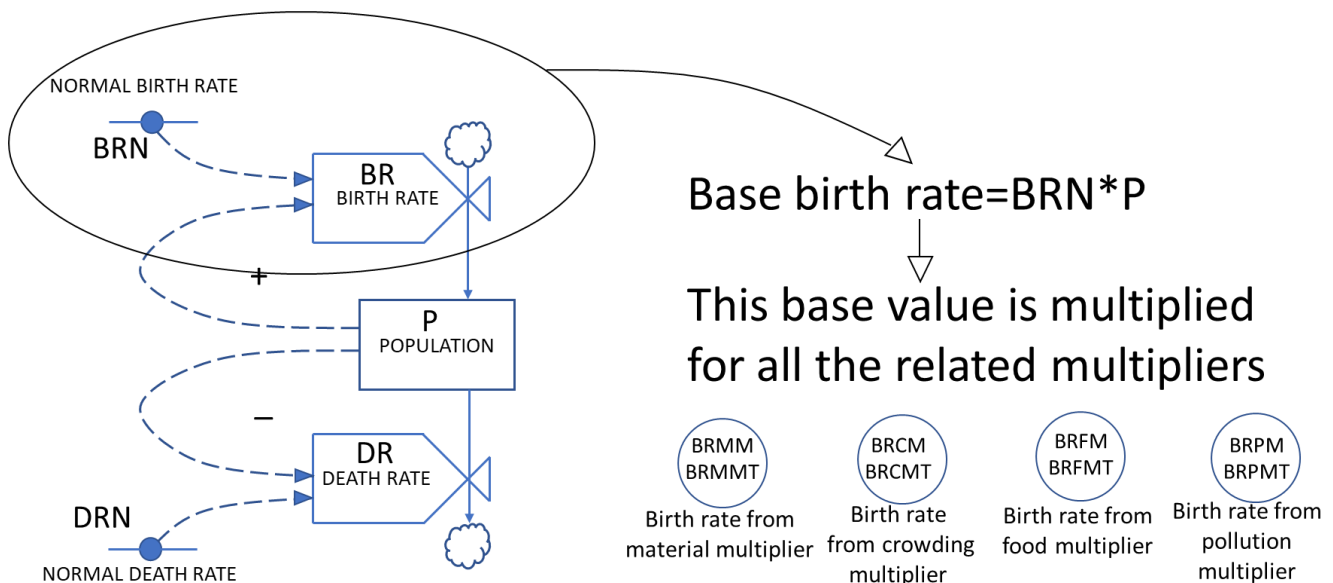 NORMAL BIRTH RATE
BRN
BR
BIRTH RATE
+
P
POPULATION
–
DR
DEATH RATE
DRN
NORMAL DEATH RATE
Base birth rate=BRN*P
This base value is multiplied
for all the related multipliers
BRMM
BRMMT
Birth rate from
material multiplier
BRCM
BRCMT
Birth rate
from crowding
multiplier
BRFM
BRFMT
Birth rate from
food multiplier
BRPM
BRPMT
Birth rate from
pollution
multiplier